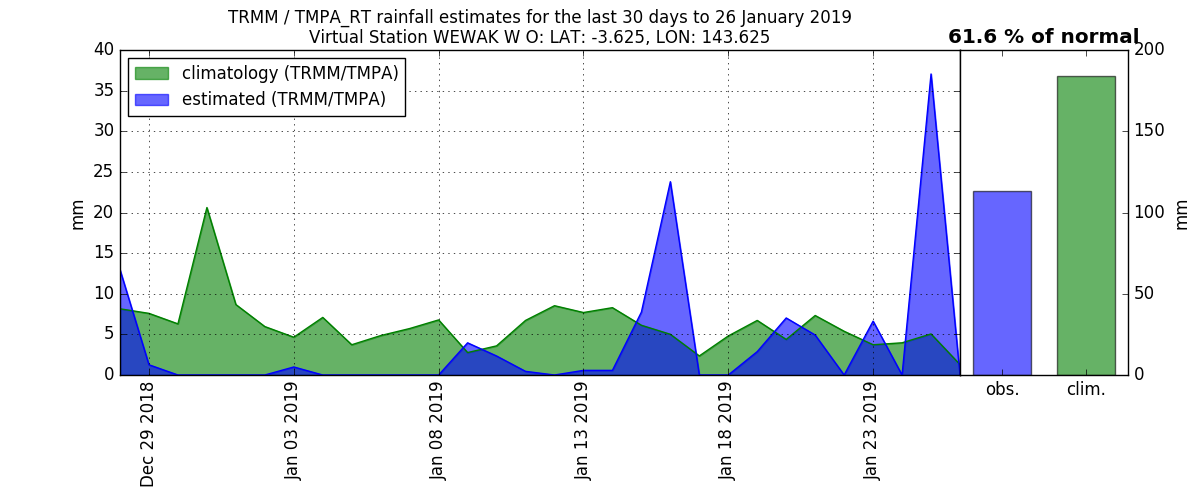 TRMM / TMPA_RT rainfall estimates for the last 30 days to 26 January 2019
Virtual Station WEWAK W O: LAT: -3.625, LON: 143.625
61.6 % of normal
climatology (TRMM/TMPA)
estimated (TRMM/TMPA)
mm
40
35
30
25
20
15
10
5
0
Dec 29 2018
Jan 03 2019
Jan 08 2019
Jan 13 2019
Jan 18 2019
Jan 23 2019
200
150
100
50
0
mm
obs.
clim.